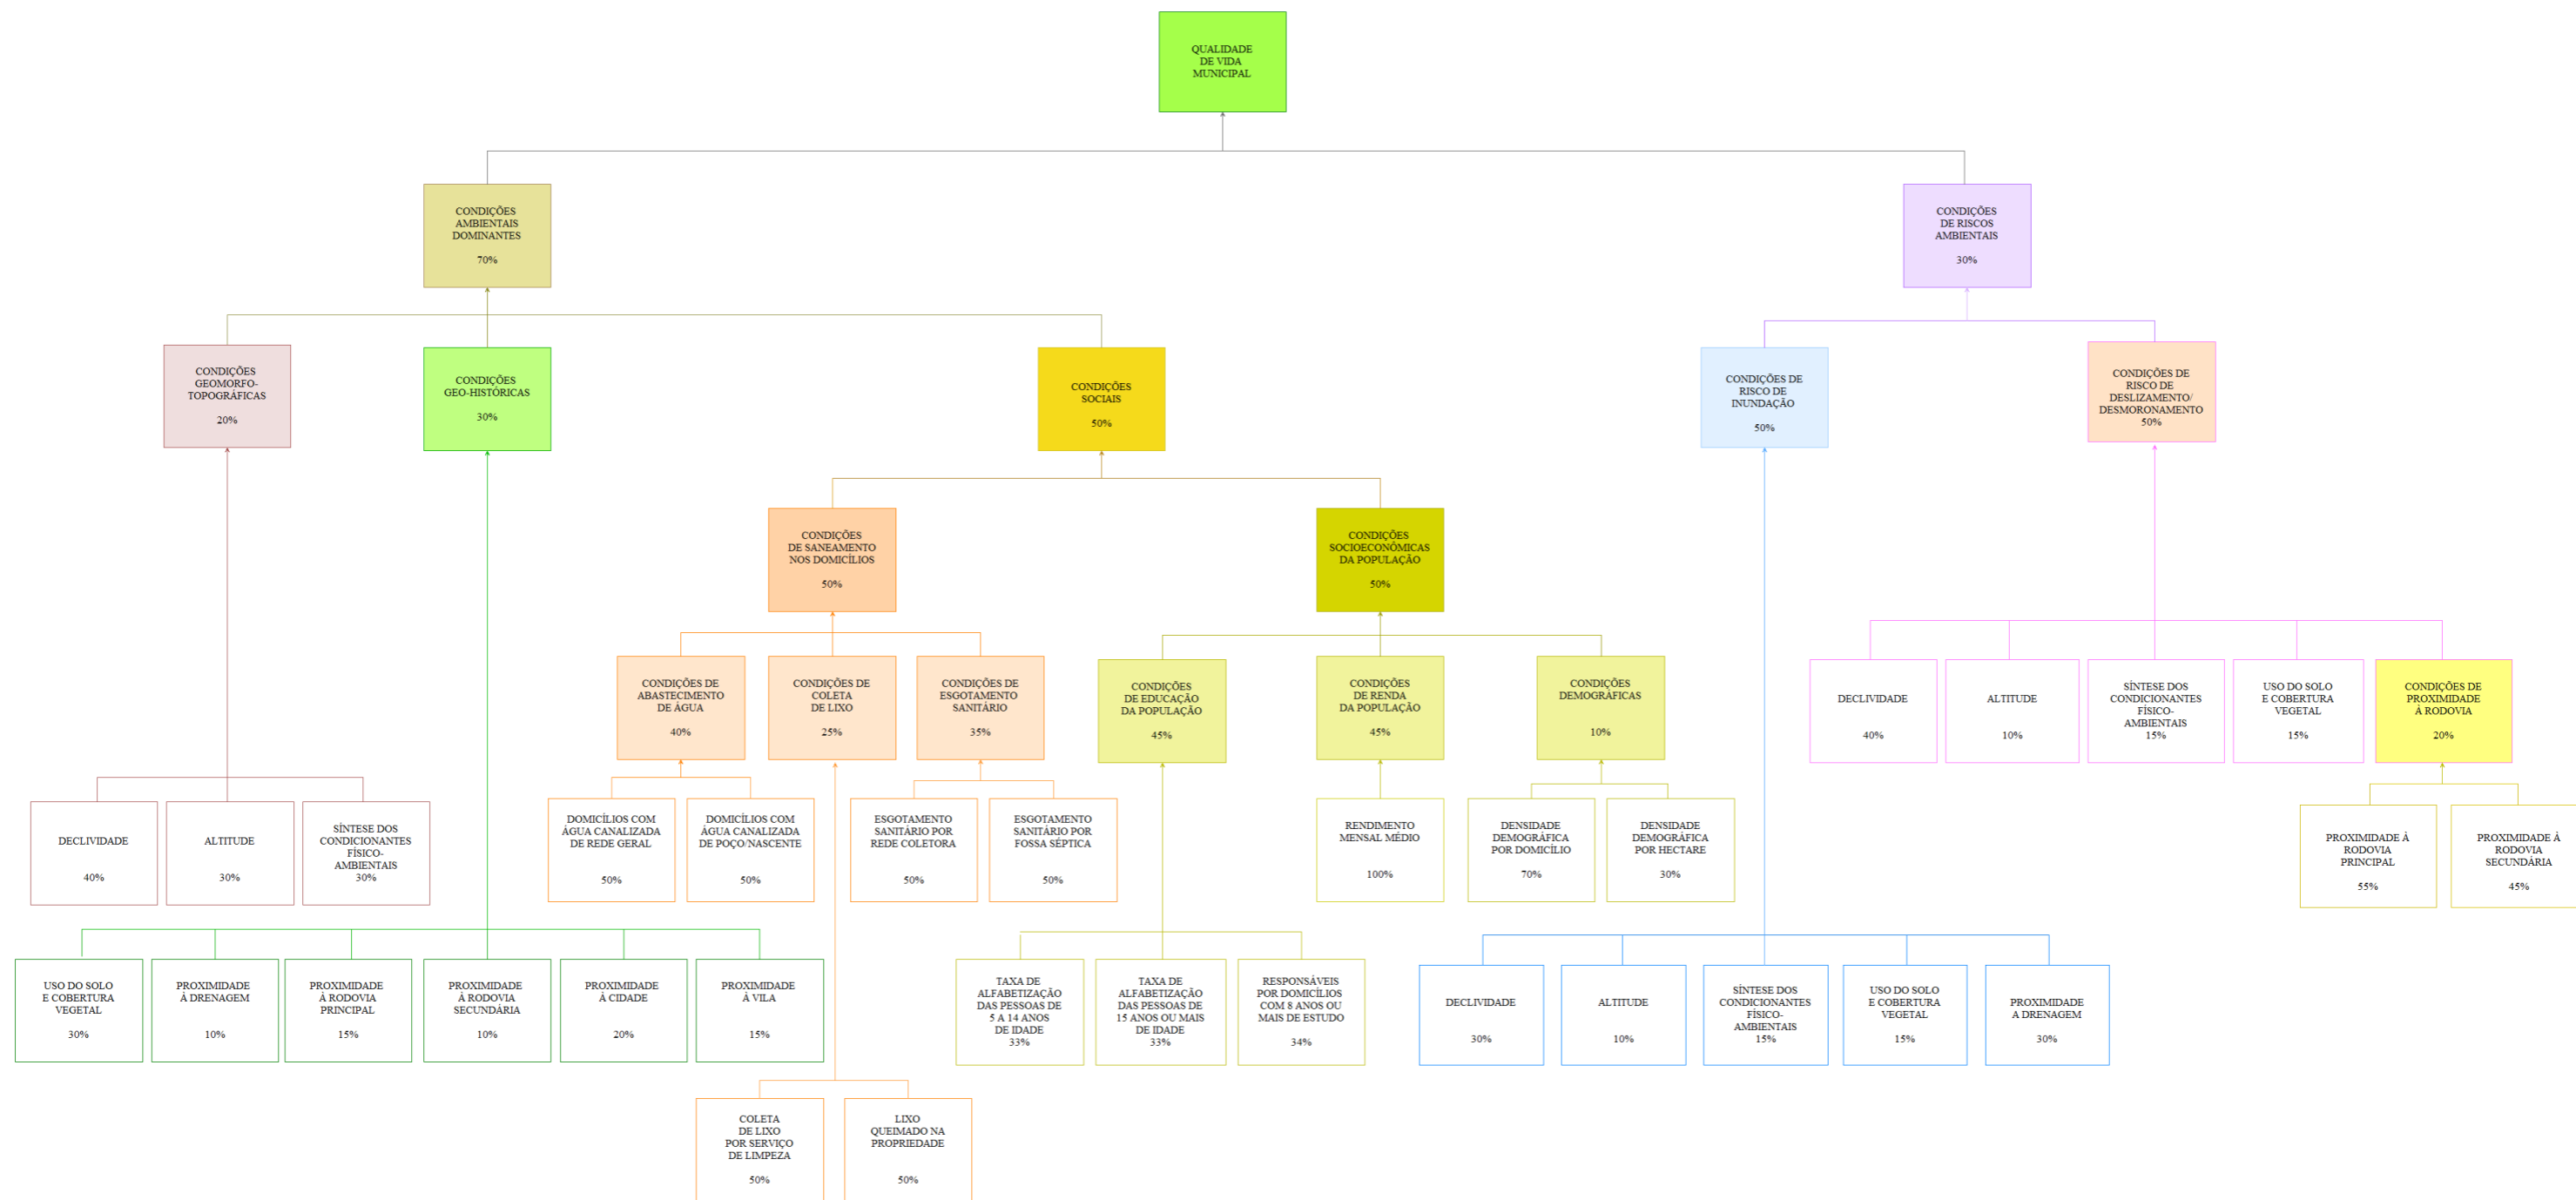 QUALIDADE
DE VIDA
MUNICIPAL
CONDIÇÕES
AMBIENTAIS
DOMINANTES
70%
CONDIÇÕES
DE RISCOS
AMBIENTAIS
30%
CONDIÇÕES
GEOMORFO-
TOPOGRÁFICAS
20%
CONDIÇÕES
GEO-HISTÓRICAS
30%
CONDIÇÕES
SOCIAIS
50%
CONDIÇÕES DE
RISCO DE
INUNDAÇÃO
50%
CONDIÇÕES DE
RISCO DE
DESLIZAMENTO/
DESMORONAMENTO
50%
CONDIÇÕES
DE SANEAMENTO
NOS DOMICÍLIOS
50%
CONDIÇÕES
SOCIOECONÔMICAS
DA POPULAÇÃO
50%
CONDIÇÕES DE
ABASTECIMENTO
DE ÁGUA
40%
CONDIÇÕES DE
COLETA
DE LIXO
25%
CONDIÇÕES DE
ESGOTAMENTO
SANITÁRIO
35%
CONDIÇÕES
DE EDUCAÇÃO
DA POPULAÇÃO
45%
CONDIÇÕES
DE RENDA
DA POPULAÇÃO
45%
CONDIÇÕES
DEMOGRÁFICAS
10%
DECLIVIDADE
40%
ALTITUDE
10%
SÍNTESE DOS
CONDICIONANTES
FÍSICO-
AMBIENTAIS
15%
USO DO SOLO
E COBERTURA
VEGETAL
15%
CONDIÇÕES DE
PROXIMIDADE
À RODOVIA
20%
DECLIVIDADE
40%
ALTITUDE
30%
SÍNTESE DOS
CONDICIONANTES
FÍSICO-
AMBIENTAIS
30%
DOMICÍLIOS COM
ÁGUA CANALIZADA
DE REDE GERAL
50%
DOMICÍLIOS COM
ÁGUA CANALIZADA
DE POÇO/NASCENTE
50%
ESGOTAMENTO
SANITÁRIO POR
REDE COLETORA
50%
ESGOTAMENTO
SANITÁRIO POR
FOSSA SÉPTICA
50%
RENDIMENTO
MENSAL MÉDIO
100%
DENSIDADE
DEMOGRÁFICA
POR DOMICÍLIO
70%
DENSIDADE
DEMOGRÁFICA
POR HECTARE
30%
PROXIMIDADE À
RODOVIA
PRINCIPAL
55%
PROXIMIDADE À
RODOVIA
SECUNDÁRIA
45%
USO DO SOLO
E COBERTURA
VEGETAL
30%
PROXIMIDADE
À DRENAGEM
10%
PROXIMIDADE
À RODOVIA
PRINCIPAL
15%
PROXIMIDADE
À RODOVIA
SECUNDÁRIA
10%
PROXIMIDADE
À CIDADE
20%
PROXIMIDADE
À VILA
15%
TAXA DE
ALFABETIZAÇÃO
DAS PESSOAS DE
5 A 14 ANOS
DE IDADE
33%
TAXA DE
ALFABETIZAÇÃO
DAS PESSOAS DE
15 ANOS OU MAIS
DE IDADE
33%
RESPONSÁVEIS
POR DOMICÍLIOS
COM 8 ANOS OU
MAIS DE ESTUDO
34%
DECLIVIDADE
30%
ALTITUDE
10%
SÍNTESE DOS
CONDICIONANTES
FÍSICO-
AMBIENTAIS
15%
USO DO SOLO
E COBERTURA
VEGETAL
15%
PROXIMIDADE
A DRENAGEM
30%
COLETA
DE LIXO
POR SERVIÇO
DE LIMPEZA
50%
LIXO
QUEIMADO NA
PROPRIEDADE
50%